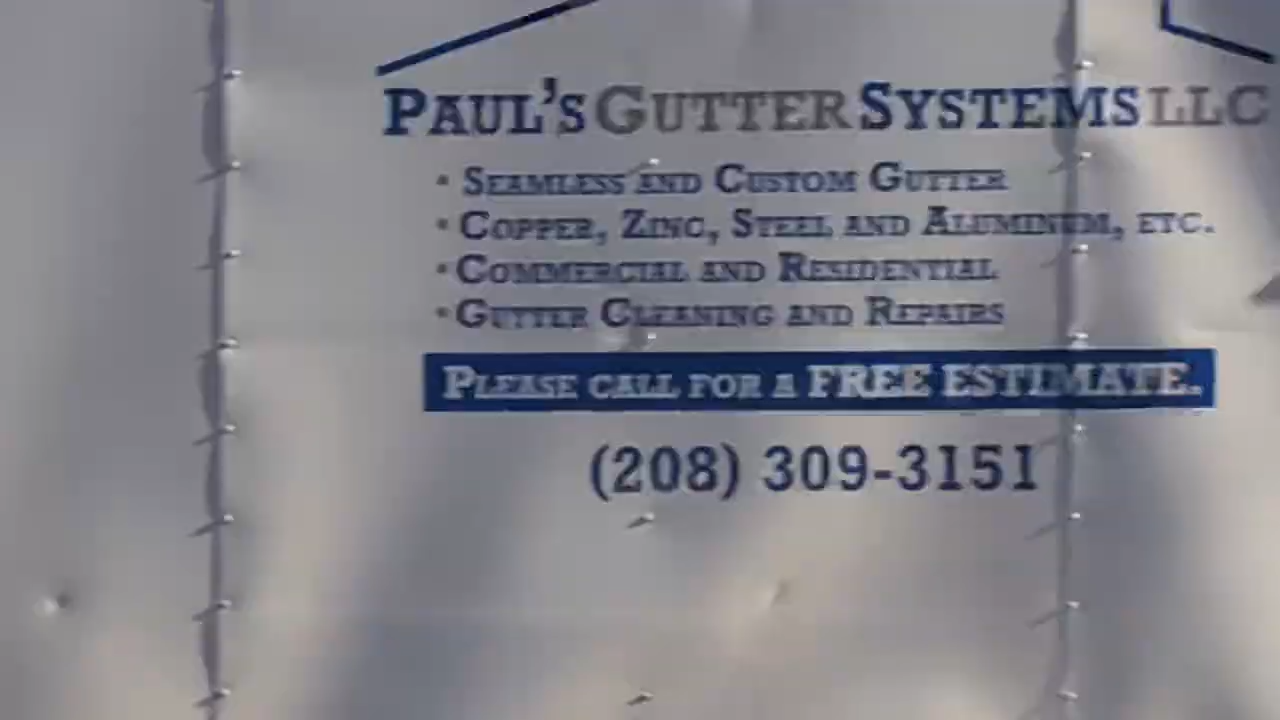 PAUL'S GUTTER SYSTEMS LLC
• SEAMLESS AND CUSTOM GUTTER
• COPPER, ZINC, STEEL AND ALUMINUM, ETC.
• COMMERCIAL AND RESIDENTIAL
• GUTTER CLEANING AND REPAIRS
PLEASE CALL FOR A FREE ESTIMATE.
(208) 309-3151